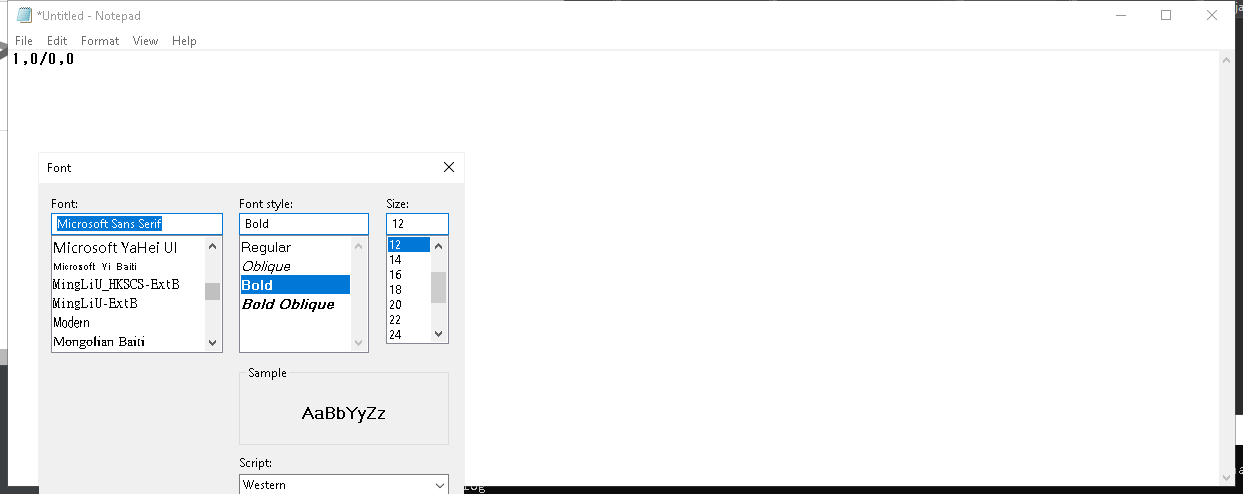 *Untitled - Notepad
File Edit Format View Help
1,0/0,0
Font
Font: Font style: Size:
Microsoft Sans Serif Bold 12
Microsoft YaHei UI Regular 12
Microsoft Yi Baiti Oblique 14
MingLiU_HKSCS-ExtB Bold 16
MingLiU-ExtB Bold Oblique 18
Modern 20
Mongolian Baiti 22
24
Sample
AaBbYyZz
Script:
Western